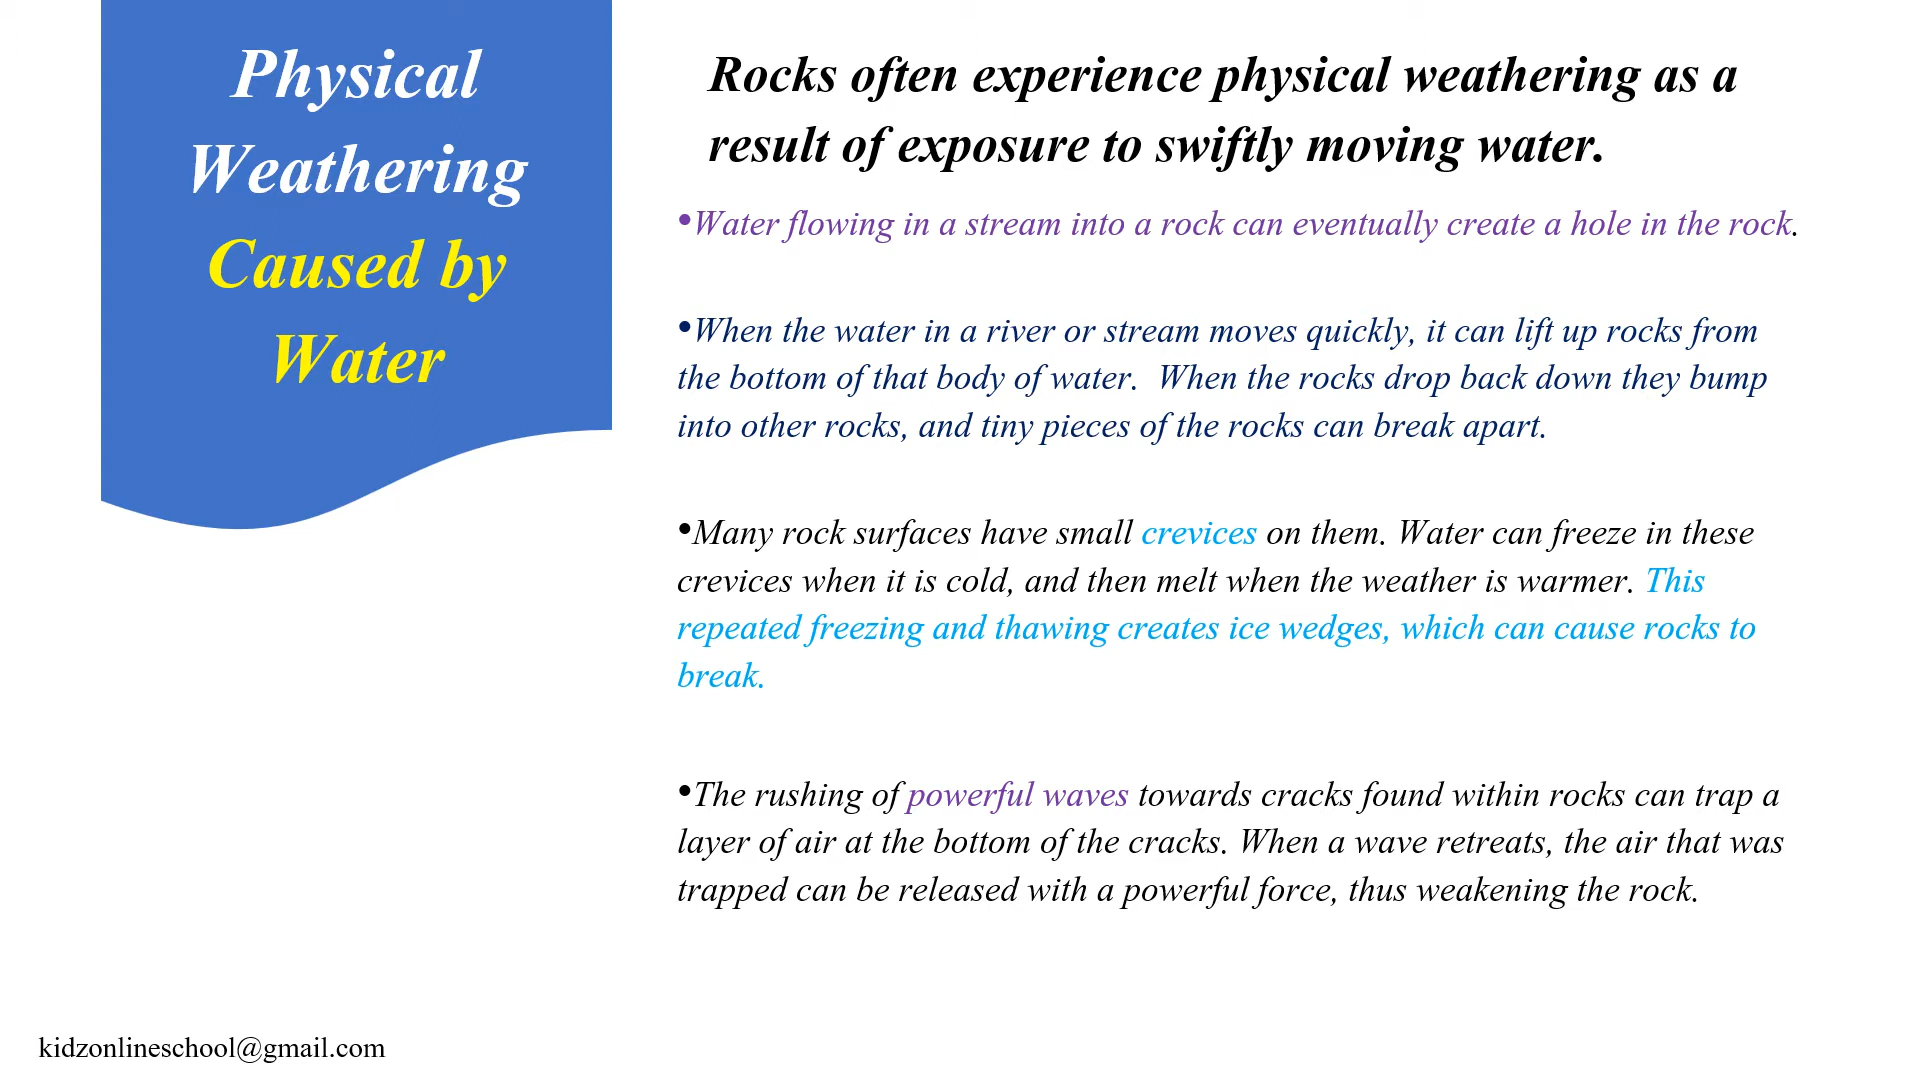 Physical
Weathering
Caused by
Water
Rocks often experience physical weathering as a
result of exposure to swiftly moving water.
•Water flowing in a stream into a rock can eventually create a hole in the rock.
•When the water in a river or stream moves quickly, it can lift up rocks from
the bottom of that body of water.  When the rocks drop back down they bump
into other rocks, and tiny pieces of the rocks can break apart.
•Many rock surfaces have small crevices on them. Water can freeze in these
crevices when it is cold, and then melt when the weather is warmer. This
repeated freezing and thawing creates ice wedges, which can cause rocks to
break.
•The rushing of powerful waves towards cracks found within rocks can trap a
layer of air at the bottom of the cracks. When a wave retreats, the air that was
trapped can be released with a powerful force, thus weakening the rock.
kidzonlineschool@gmail.com